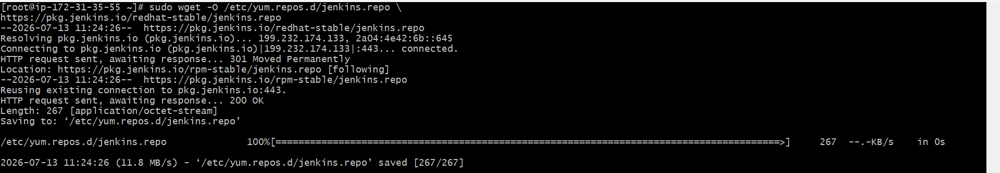 [root@ip-172-31-35-55 ~]# sudo wget -O /etc/yum.repos.d/jenkins.repo \
https://pkg.jenkins.io/redhat-stable/jenkins.repo
--2026-07-13 11:24:26--  https://pkg.jenkins.io/redhat-stable/jenkins.repo
Resolving pkg.jenkins.io (pkg.jenkins.io)... 199.232.174.133, 2a04:4e42:6b::645
Connecting to pkg.jenkins.io (pkg.jenkins.io)|199.232.174.133|:443... connected.
HTTP request sent, awaiting response... 301 Moved Permanently
Location: https://pkg.jenkins.io/rpm-stable/jenkins.repo [following]
--2026-07-13 11:24:26--  https://pkg.jenkins.io/rpm-stable/jenkins.repo
Reusing existing connection to pkg.jenkins.io:443.
HTTP request sent, awaiting response... 200 OK
Length: 267 [application/octet-stream]
Saving to: ‘/etc/yum.repos.d/jenkins.repo’
/etc/yum.repos.d/jenkins.repo              100%[========================================================================================>]     267  --.-KB/s    in 0s
2026-07-13 11:24:26 (11.8 MB/s) - ‘/etc/yum.repos.d/jenkins.repo’ saved [267/267]